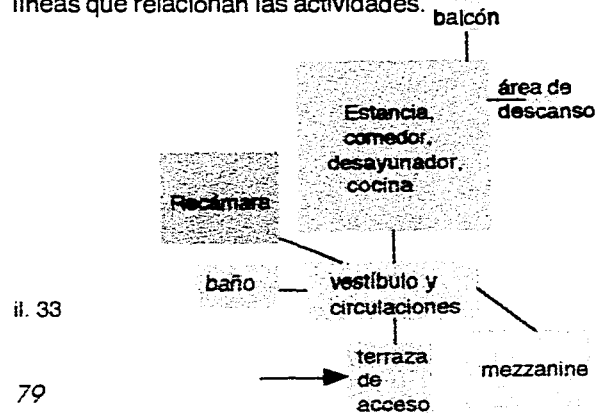 líneas que relacionan las actividades.
balcón
área de
descanso
Estancia,
comedor,
desayunador,
cocina
Recámara
baño
vestíbulo y
circulaciones
il. 33
terraza
de
acceso
mezzanine
79